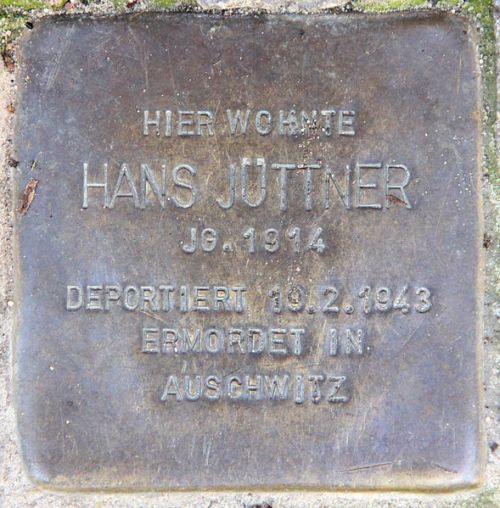 HIER WOHNTE
HANS JÜTTNER
JG. 1914
DEPORTIERT 19.2.1943
ERMORDET IN
AUSCHWITZ